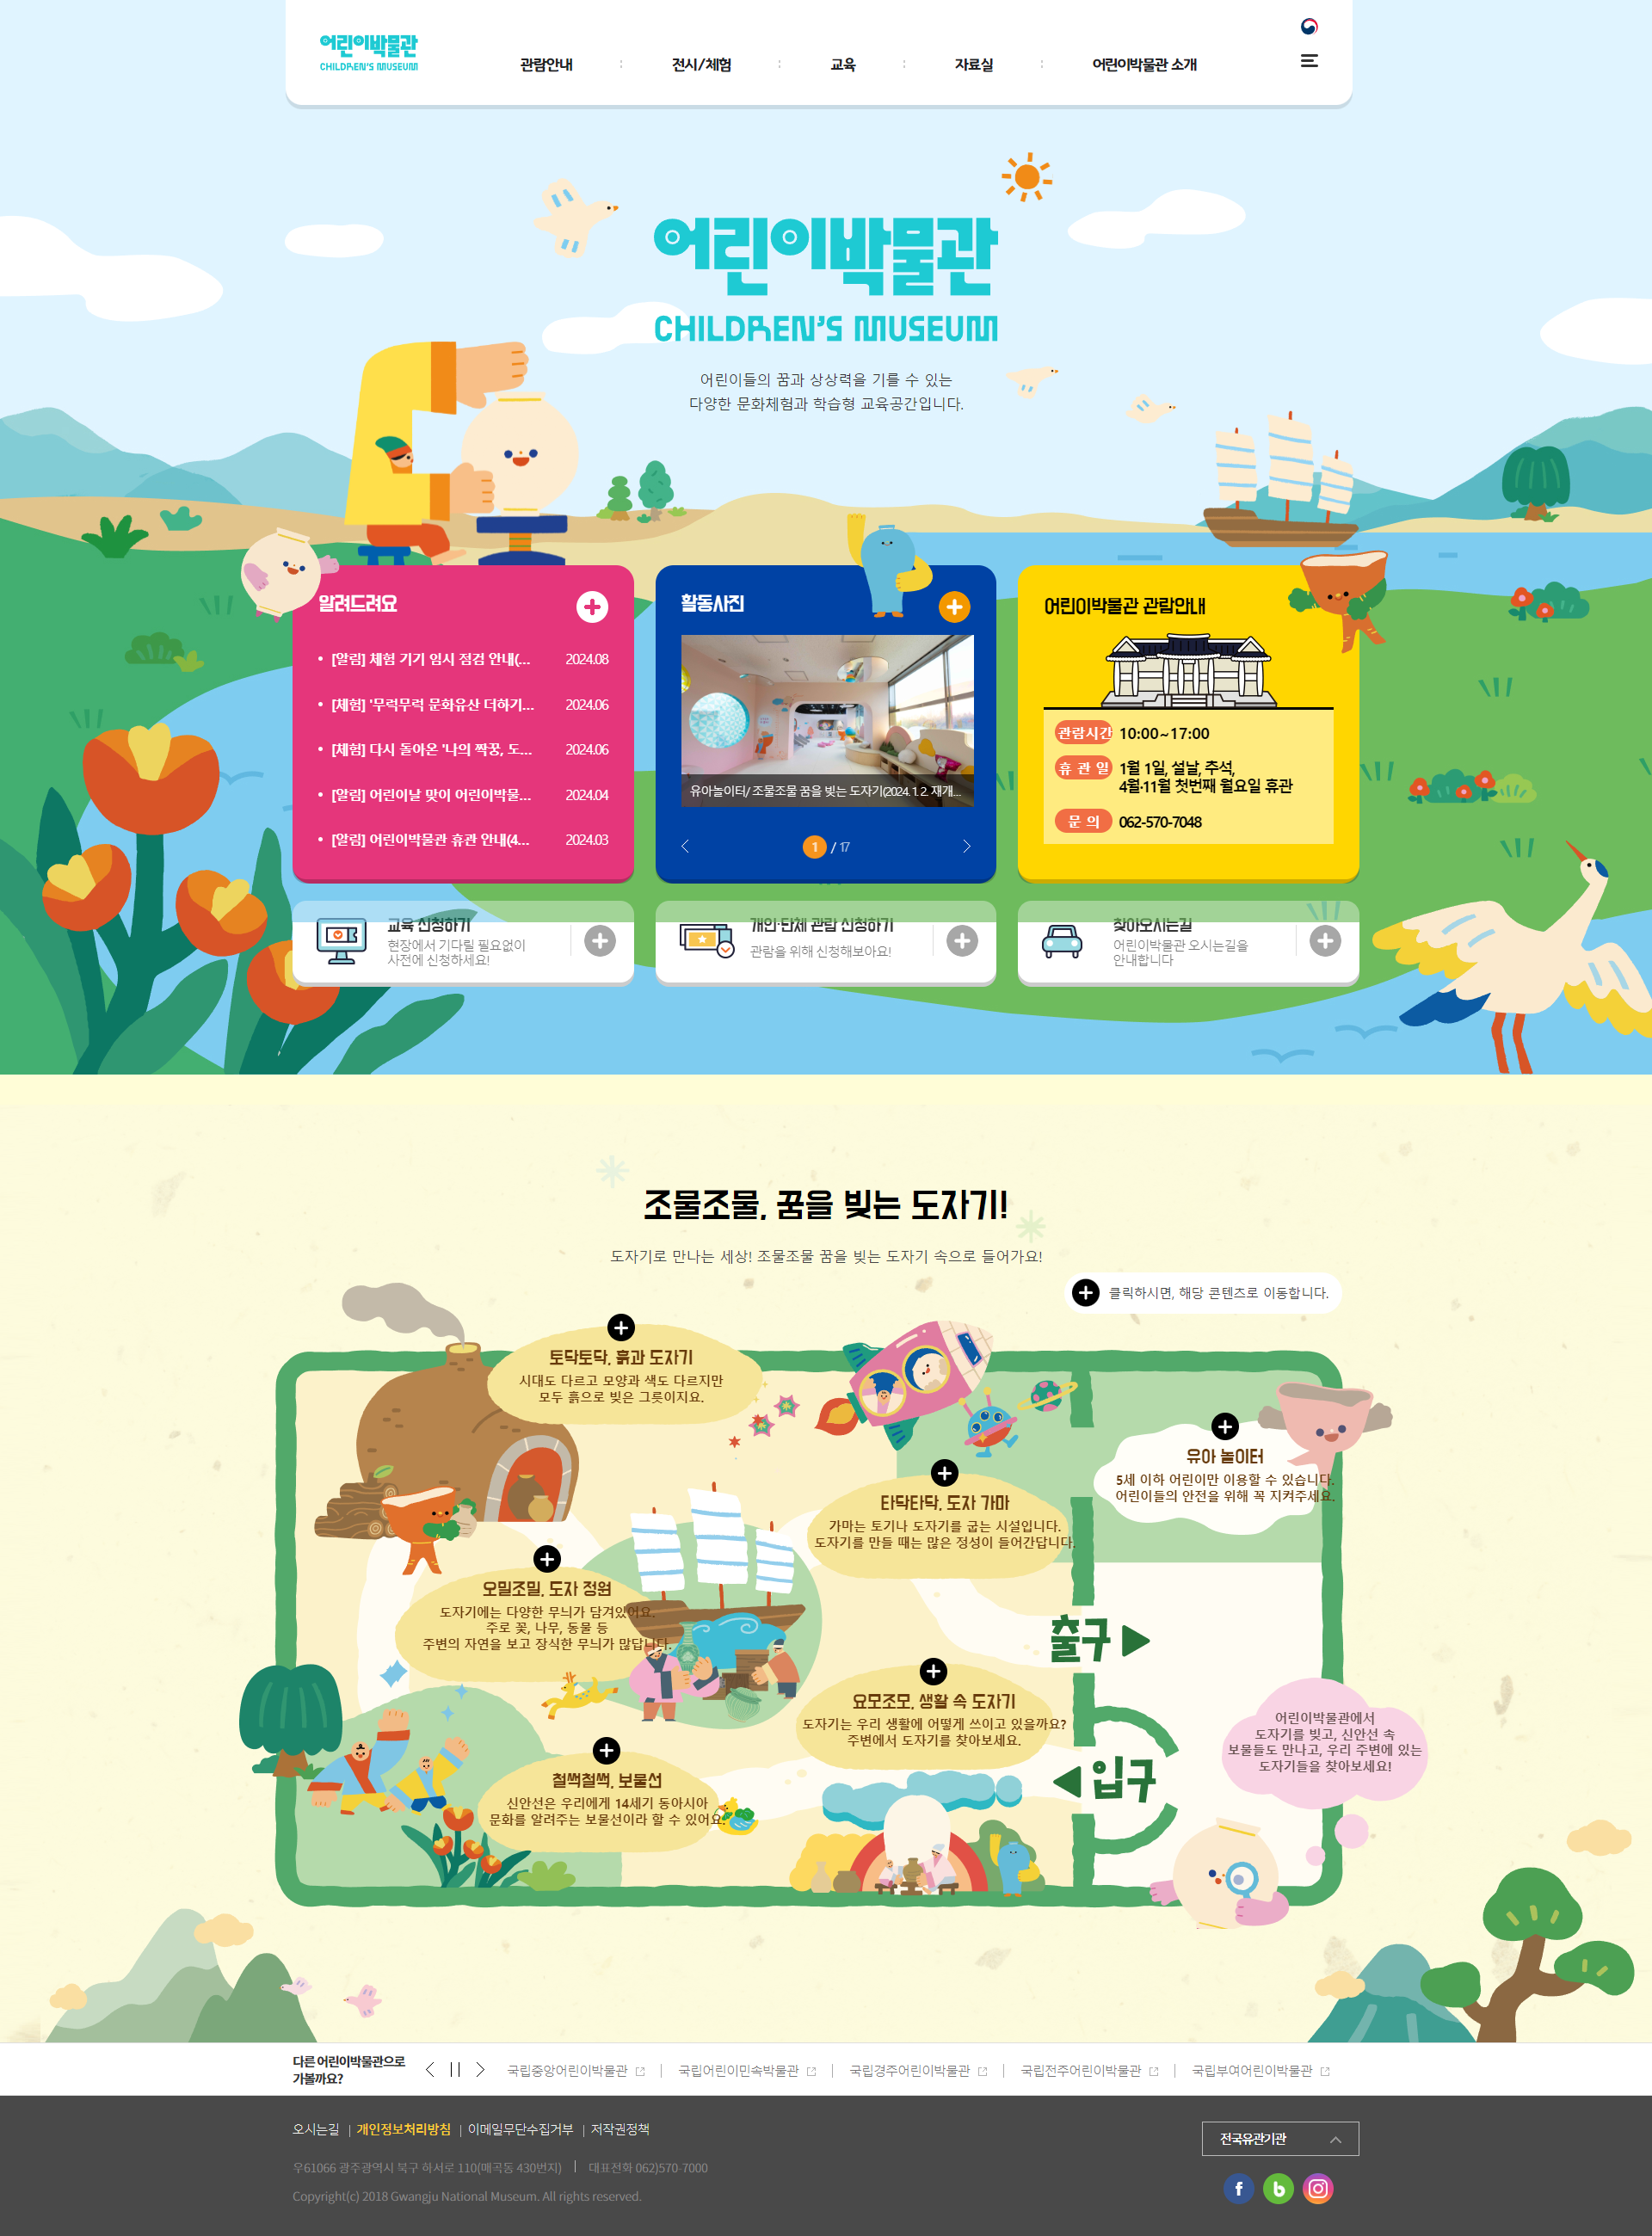 어린이박물관
CHILDREN'S MUSEUM
관람안내
전시/체험
교육
자료실
어린이박물관 소개
어린이박물관
CHILDREN'S MUSEUM
어린이들의 꿈과 상상력을 기를 수 있는
다양한 문화체험과 학습형 교육공간입니다.
알려드려요
[알림] 체험 기기 임시 점검 안내(... 2024.08
[체험] '무럭무럭 문화유산 더하기... 2024.06
[체험] 다시 돌아온 '나의 짝꿍, 도... 2024.06
[알림] 어린이날 맞이 어린이박물... 2024.04
[알림] 어린이박물관 휴관 안내(4... 2024.03
활동사진
유아놀이터/ 조물조물 꿈을 빚는 도자기(2024. 1. 2. 재개...
1 / 17
어린이박물관 관람안내
관람시간 10:00~17:00
휴 관 일 1월 1일, 설날, 추석,
4월·11월 첫번째 월요일 휴관
문 의 062-570-7048
교육 신청하기
현장에서 기다릴 필요없이
사전에 신청하세요!
개인·단체 관람 신청하기
관람을 위해 신청해보아요!
찾아오시는길
어린이박물관 오시는길을
안내합니다
조물조물, 꿈을 빚는 도자기!
도자기로 만나는 세상! 조물조물 꿈을 빚는 도자기 속으로 들어가요!
클릭하시면, 해당 콘텐츠로 이동합니다.
토닥토닥, 흙과 도자기
시대도 다르고 모양과 색도 다르지만
모두 흙으로 빚은 그릇이지요.
유아 놀이터
5세 이하 어린이만 이용할 수 있습니다.
어린이들의 안전을 위해 꼭 지켜주세요.
타닥타닥, 도자 가마
가마는 토기나 도자기를 굽는 시설입니다.
도자기를 만들 때는 많은 정성이 들어간답니다.
오밀조밀, 도자 정원
도자기에는 다양한 무늬가 담겨있어요.
주로 꽃, 나무, 동물 등
주변의 자연을 보고 장식한 무늬가 많답니다.
출구
요모조모, 생활 속 도자기
도자기는 우리 생활에 어떻게 쓰이고 있을까요?
주변에서 도자기를 찾아보세요.
어린이박물관에서
도자기를 빚고, 신안선 속
보물들도 만나고, 우리 주변에 있는
도자기들을 찾아보세요!
입구
철썩철썩, 보물선
신안선은 우리에게 14세기 동아시아
문화를 알려주는 보물선이라 할 수 있어요.
다른 어린이박물관으로
가볼까요?
국립중앙어린이박물관
국립어린이민속박물관
국립경주어린이박물관
국립전주어린이박물관
국립부여어린이박물관
오시는길
개인정보처리방침
이메일무단수집거부
저작권정책
전국유관기관
우61066 광주광역시 북구 하서로 110(매곡동 430번지)
대표전화 062)570-7000
Copyright(c) 2018 Gwangju National Museum. All rights reserved.